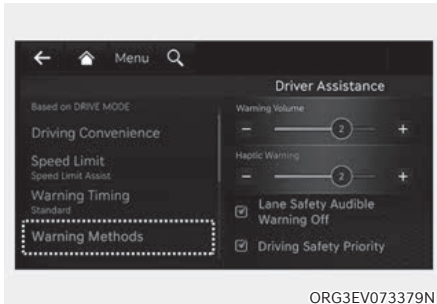 Menu
Driver Assistance
Based on DRIVE MODE
Driving Convenience
Speed Limit
Speed Limit Assist
Warning Timing
Standard
Warning Methods
Warning Volume
- 2 +
Haptic Warning
- 2 +
Lane Safety Audible
Warning Off
Driving Safety Priority
ORG3EV073379N